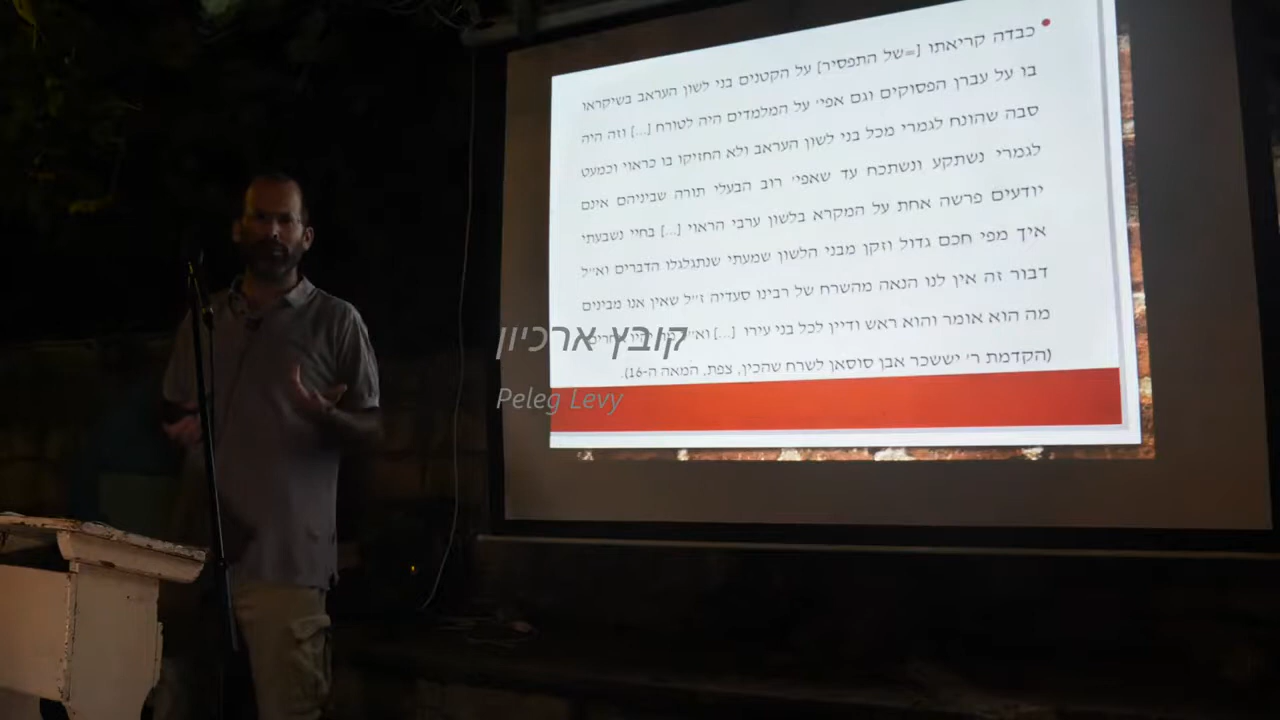 • כבדה קריאתו [=של התפסיר] על הקטנים בני לשון העראב בשיקראו
בו על עברן הפסוקים וגם אפי' על המלמדים היה לטורח [...] וזה היה
סבה שהונח לגמרי מכל בני לשון העראב ולא החזיקו בו כראוי וכמעט
לגמרי נשתקע ונשתכח עד שאפי' רוב הבעלי תורה שביניהם אינם
יודעים פרשה אחת על המקרא בלשון ערבי הראוי [...] בחיי נשבעתי
איך מפי חכם גדול וזקן מבני הלשון שמעתי שנתגלגלו הדברים וא"ל
דבור זה אין לנו הנאה מהשרח של רבינו סעדיה ז"ל שאין אנו מבינים
מה הוא אומר והוא ראש ודיין לכל בני עירו [...] וא"כ
(הקדמת ר' יששכר אבן סוסאן לשרח שהכין, צפת, המאה ה-16).
קובץ ארכיון
Peleg Levy